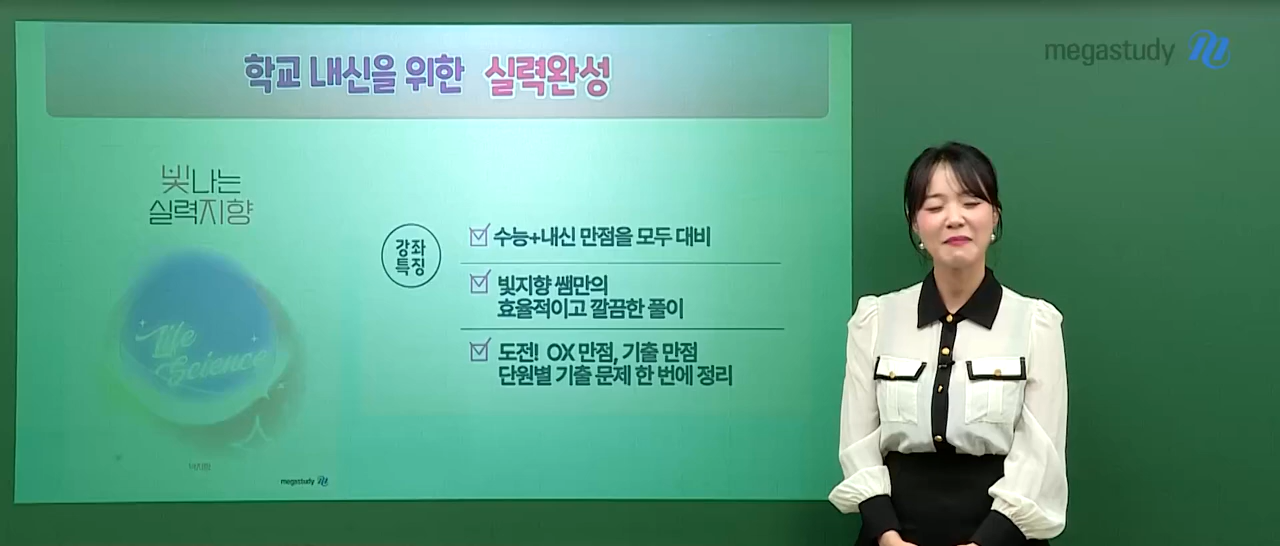 megastudy
학교 내신을 위한 실력완성
빛나는
실력지향
강좌
특징
수능+내신 만점을 모두 대비
빛지향 쌤만의
효율적이고 깔끔한 풀이
도전! OX 만점, 기출 만점
단원별 기출 문제 한 번에 정리
Life
Science
megastudy